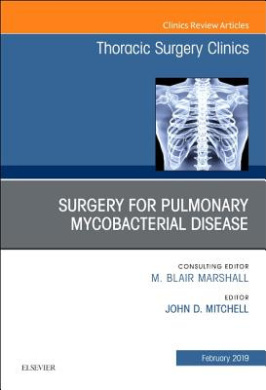 Clinics Review Articles
Thoracic Surgery Clinics
SURGERY FOR PULMONARY
MYCOBACTERIAL DISEASE
CONSULTING EDITOR
M. BLAIR MARSHALL
EDITOR
JOHN D. MITCHELL
ELSEVIER
February 2019